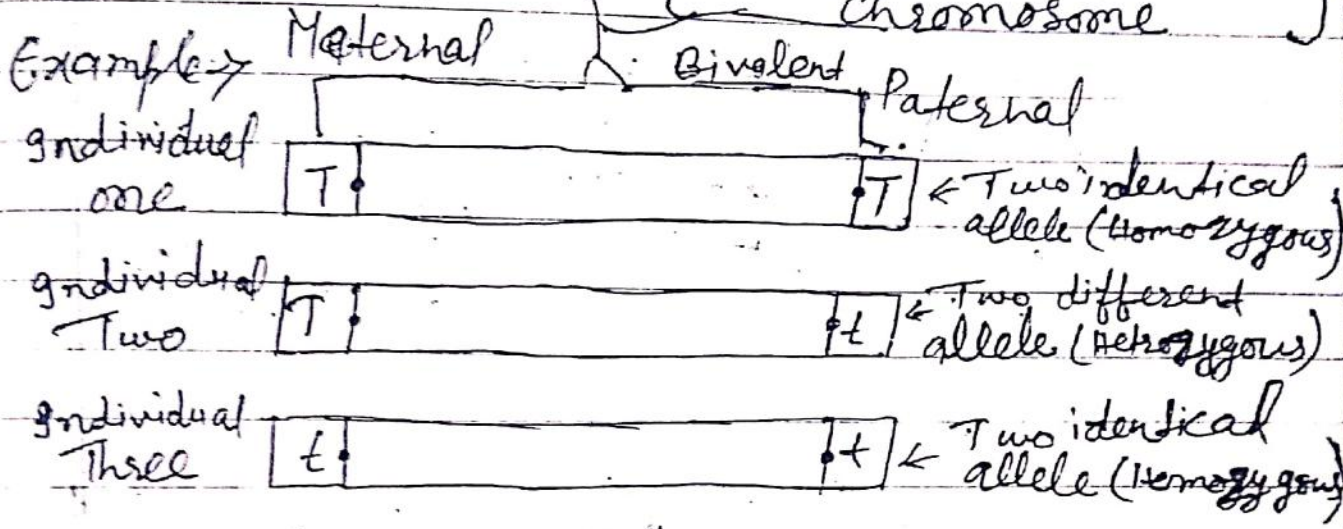 Chromosome
Example→ Maternal Bivalent Paternal
Individual one T T ← Two identical
allele (Homozygous)
Individual Two T t ← Two different
allele (Hetrozygous)
Individual Three t t ← Two identical
allele (Homozygous)